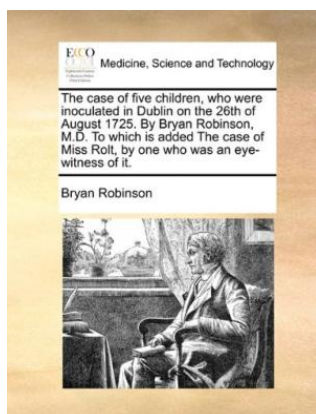 ECCO
Medicine, Science and Technology
The case of five children, who were
inoculated in Dublin on the 26th of
August 1725. By Bryan Robinson,
M.D. To which is added The case of
Miss Rolt, by one who was an eye-
witness of it.
Bryan Robinson